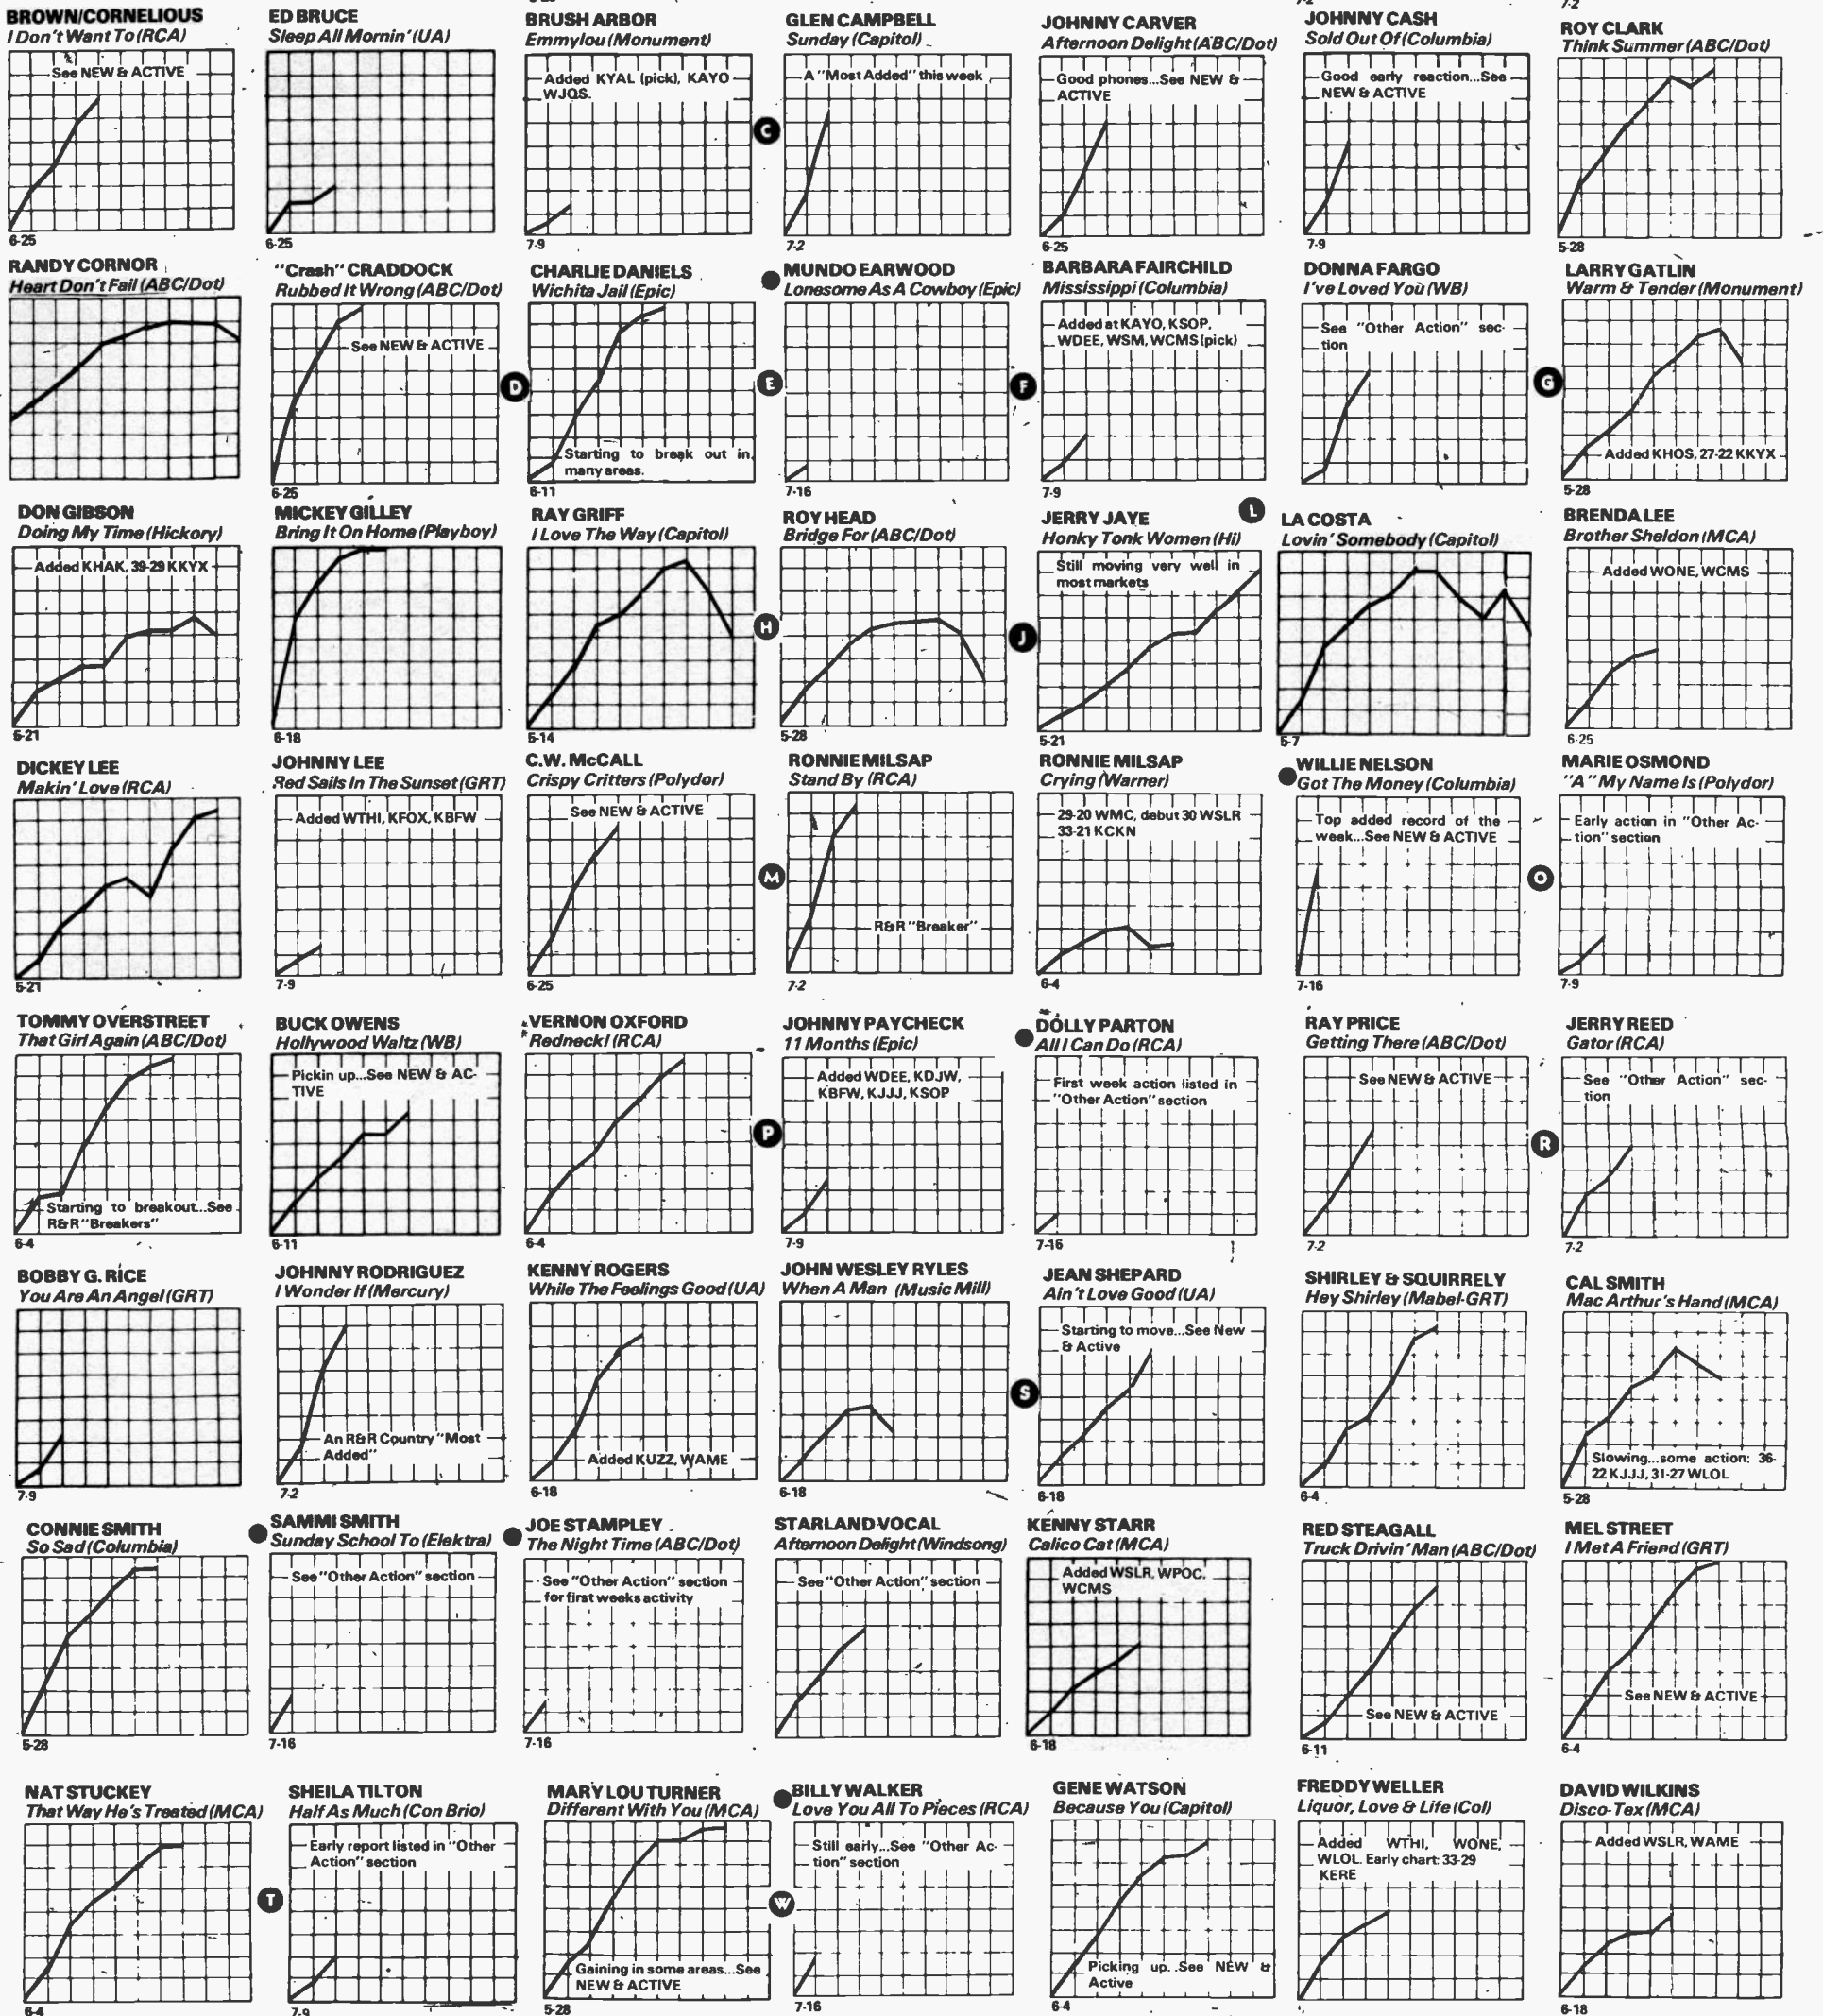 BROWN/CORNELIOUS
I Don't Want To (RCA)
See NEW & ACTIVE
6-25
ED BRUCE
Sleep All Mornin' (UA)
6-25
BRUSH ARBOR
Emmylou (Monument)
Added KYAL (pick), KAYO
WJQS.
7-9
C
GLEN CAMPBELL
Sunday (Capitol)
A "Most Added" this week
7-2
JOHNNY CARVER
Afternoon Delight (ABC/Dot)
Good phones...See NEW &
ACTIVE
6-25
JOHNNY CASH
Sold Out Of (Columbia)
Good early reaction...See
NEW & ACTIVE
7-9
ROY CLARK
Think Summer (ABC/Dot)
5-28
RANDY CORNOR
Heart Don't Fail (ABC/Dot)
"Crash" CRADDOCK
Rubbed It Wrong (ABC/Dot)
See NEW & ACTIVE
6-25
D
CHARLIE DANIELS
Wichita Jail (Epic)
Starting to break out in
many areas.
6-11
E
MUNDO EARWOOD
Lonesome As A Cowboy (Epic)
7-16
F
BARBARA FAIRCHILD
Mississippi (Columbia)
Added at KAYO, KSOP,
WDEE, WSM, WCMS (pick)
7-9
DONNA FARGO
I've Loved You (WB)
See "Other Action" sec-
tion
G
LARRY GATLIN
Warm & Tender (Monument)
Added KHOS, 27-22 KKYX
5-28
DON GIBSON
Doing My Time (Hickory)
Added KHAK, 39-29 KKYX
5-21
MICKEY GILLEY
Bring It On Home (Playboy)
6-18
RAY GRIFF
I Love The Way (Capitol)
5-14
H
ROY HEAD
Bridge For (ABC/Dot)
5-28
J
JERRY JAYE
Honky Tonk Women (Hi)
Still moving very well in
most markets
5-21
L
LA COSTA
Lovin' Somebody (Capitol)
5-7
BRENDA LEE
Brother Sheldon (MCA)
Added WONE, WCMS
6-25
DICKEY LEE
Makin' Love (RCA)
5-21
JOHNNY LEE
Red Sails In The Sunset (GRT)
Added WTHI, KFOX, KBFW
7-9
C.W. McCALL
Crispy Critters (Polydor)
See NEW & ACTIVE
6-25
M
RONNIE MILSAP
Stand By (RCA)
R&R "Breaker"
7-2
RONNIE MILSAP
Crying (Warner)
29-20 WMC, debut 30 WSLR
33-21 KCKN
6-4
WILLIE NELSON
Got The Money (Columbia)
Top added record of the
week...See NEW & ACTIVE
7-16
O
MARIE OSMOND
"A" My Name Is (Polydor)
Early action in "Other Ac-
tion" section
7-9
TOMMY OVERSTREET
That Girl Again (ABC/Dot)
Starting to breakout...See
R&R "Breakers"
6-4
BUCK OWENS
Hollywood Waltz (WB)
Pickin up...See NEW & AC-
TIVE
6-11
VERNON OXFORD
Redneck! (RCA)
6-4
P
JOHNNY PAYCHECK
11 Months (Epic)
Added WDEE, KDJW,
KBFW, KJJJ, KSOP
7-9
DOLLY PARTON
All I Can Do (RCA)
First week action listed in
"Other Action" section
7-16
RAY PRICE
Getting There (ABC/Dot)
See NEW & ACTIVE
7-2
R
JERRY REED
Gator (RCA)
See "Other Action" sec-
tion
7-2
BOBBY G. RICE
You Are An Angel (GRT)
7-9
JOHNNY RODRIGUEZ
I Wonder If (Mercury)
An R&R Country "Most
Added"
7-2
KENNY ROGERS
While The Feelings Good (UA)
Added KUZZ, WAME
6-18
JOHN WESLEY RYLES
When A Man (Music Mill)
6-18
S
JEAN SHEPARD
Ain't Love Good (UA)
Starting to move...See New
& Active
6-18
SHIRLEY & SQUIRRELY
Hey Shirley (Mabel-GRT)
6-4
CAL SMITH
Mac Arthur's Hand (MCA)
Slowing...some action: 36-
22 KJJJ, 31-27 WLOL
5-28
CONNIE SMITH
So Sad (Columbia)
5-28
SAMMI SMITH
Sunday School To (Elektra)
See "Other Action" section
7-16
JOE STAMPLEY
The Night Time (ABC/Dot)
See "Other Action" section
for first weeks activity
7-16
STARLAND VOCAL
Afternoon Delight (Windsong)
See "Other Action" section
KENNY STARR
Calico Cat (MCA)
Added WSLR, WPOC,
WCMS
6-18
RED STEAGALL
Truck Drivin' Man (ABC/Dot)
See NEW & ACTIVE
6-11
MEL STREET
I Met A Friend (GRT)
See NEW & ACTIVE
6-4
NAT STUCKEY
That Way He's Treated (MCA)
6-4
T
SHEILA TILTON
Half As Much (Con Brio)
Early report listed in "Other
Action" section
7-9
MARY LOU TURNER
Different With You (MCA)
Gaining in some areas...See
NEW & ACTIVE
5-28
W
BILLY WALKER
Love You All To Pieces (RCA)
Still early...See "Other Ac-
tion" section
7-16
GENE WATSON
Because You (Capitol)
Picking up..See NEW &
Active
6-4
FREDDY WELLER
Liquor, Love & Life (Col)
Added WTHI, WONE,
WLOL. Early chart: 33-29
KERE
DAVID WILKINS
Disco-Tex (MCA)
Added WSLR, WAME
6-18